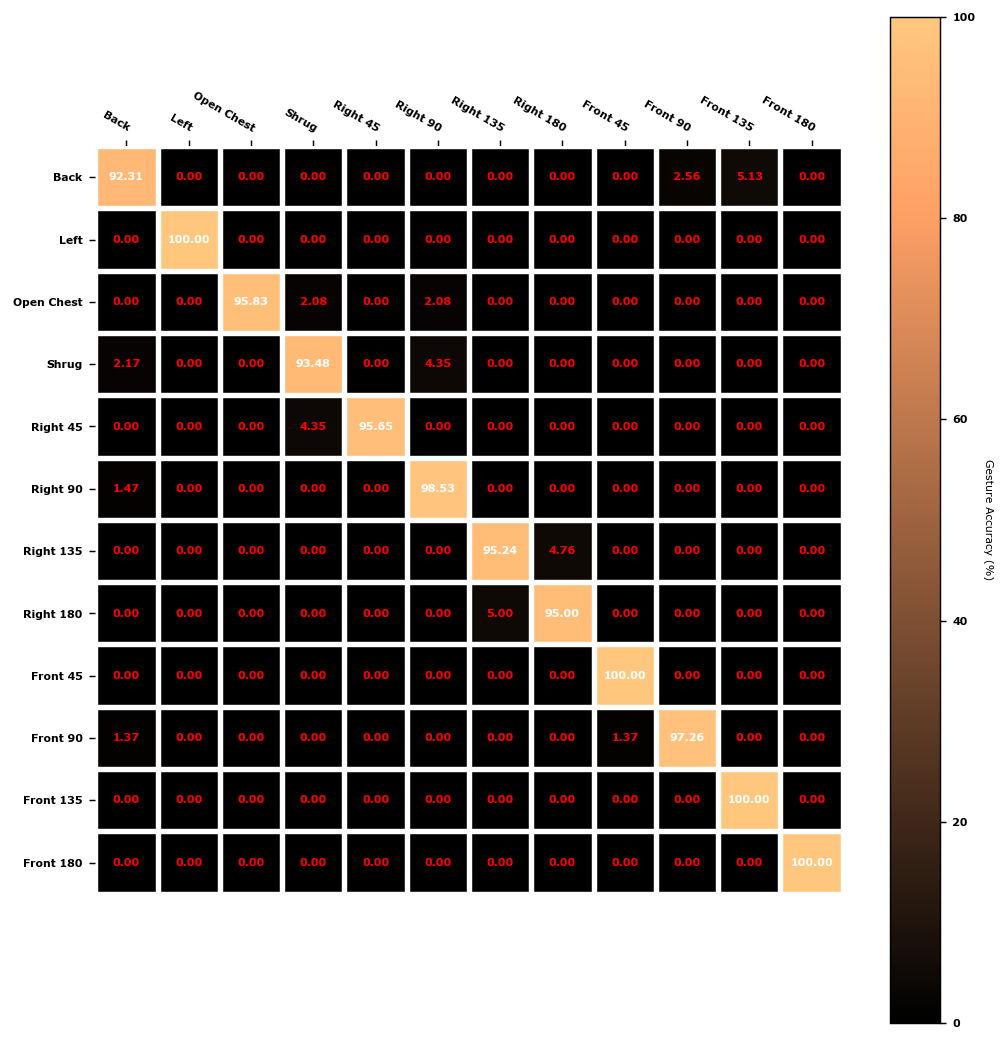 Back Left Open Chest Shrug Right 45 Right 90 Right 135 Right 180 Front 45 Front 90 Front 135 Front 180
Back 92.31 0.00 0.00 0.00 0.00 0.00 0.00 0.00 0.00 2.56 5.13 0.00
Left 0.00 100.00 0.00 0.00 0.00 0.00 0.00 0.00 0.00 0.00 0.00 0.00
Open Chest 0.00 0.00 95.83 2.08 0.00 2.08 0.00 0.00 0.00 0.00 0.00 0.00
Shrug 2.17 0.00 0.00 93.48 0.00 4.35 0.00 0.00 0.00 0.00 0.00 0.00
Right 45 0.00 0.00 0.00 4.35 95.65 0.00 0.00 0.00 0.00 0.00 0.00 0.00
Right 90 1.47 0.00 0.00 0.00 0.00 98.53 0.00 0.00 0.00 0.00 0.00 0.00
Right 135 0.00 0.00 0.00 0.00 0.00 0.00 95.24 4.76 0.00 0.00 0.00 0.00
Right 180 0.00 0.00 0.00 0.00 0.00 0.00 5.00 95.00 0.00 0.00 0.00 0.00
Front 45 0.00 0.00 0.00 0.00 0.00 0.00 0.00 0.00 100.00 0.00 0.00 0.00
Front 90 1.37 0.00 0.00 0.00 0.00 0.00 0.00 0.00 1.37 97.26 0.00 0.00
Front 135 0.00 0.00 0.00 0.00 0.00 0.00 0.00 0.00 0.00 0.00 100.00 0.00
Front 180 0.00 0.00 0.00 0.00 0.00 0.00 0.00 0.00 0.00 0.00 0.00 100.00
100
80
60
40
20
0
Gesture Accuracy (%)